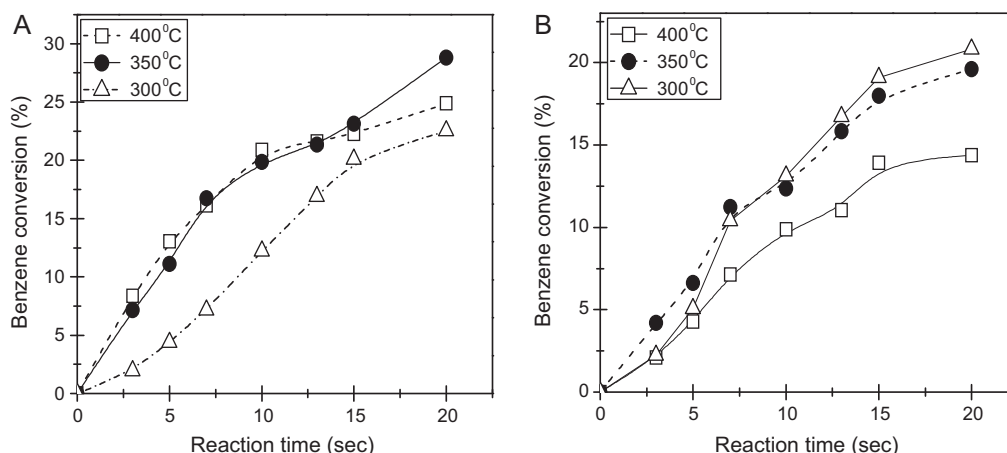 A
400⁰C
350⁰C
300⁰C
Benzene conversion (%)
30
25
20
15
10
5
0
0 5 10 15 20
Reaction time (sec)
B
400⁰C
350⁰C
300⁰C
Benzene conversion (%)
20
15
10
5
0
0 5 10 15 20
Reaction time (sec)